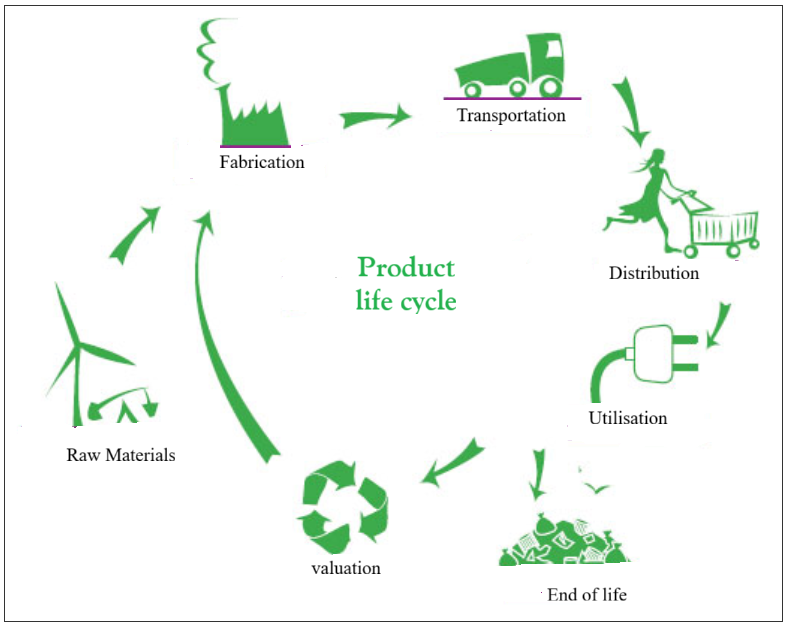 Transportation
Fabrication
Product
life cycle
Distribution
Utilisation
Raw Materials
valuation
End of life